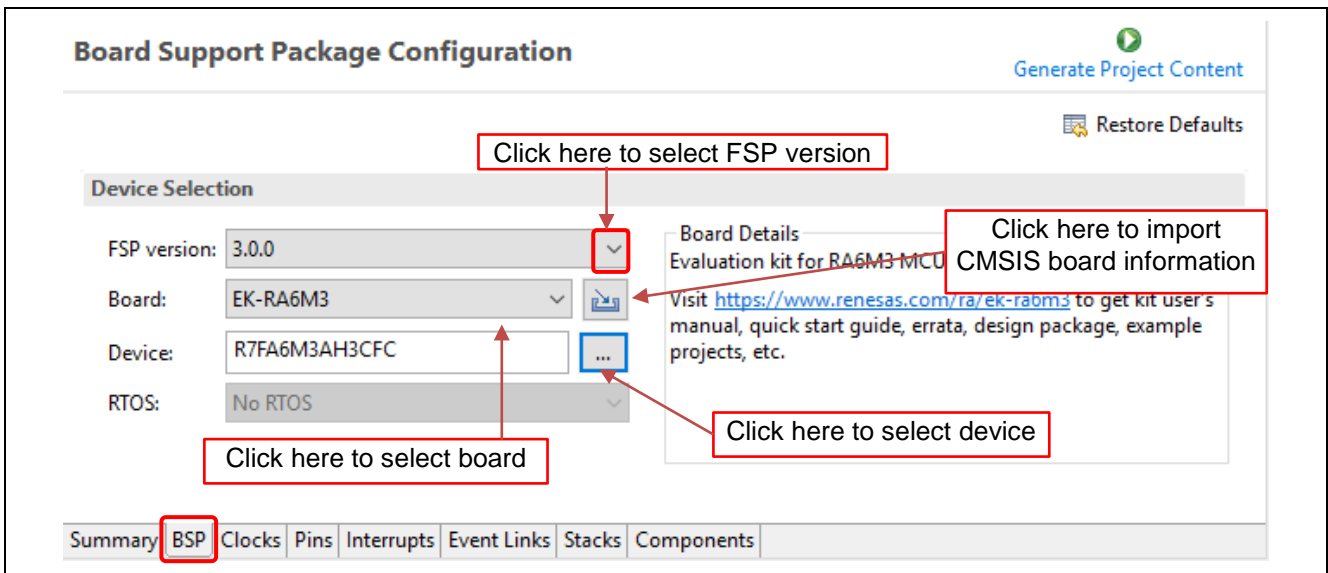 Board Support Package Configuration
Generate Project Content
Restore Defaults
Click here to select FSP version
Device Selection
FSP version: 3.0.0
Board: EK-RA6M3
Device: R7FA6M3AH3CFC
...
RTOS: No RTOS
Board Details
Evaluation kit for RA6M3 MCU
Visit https://www.renesas.com/ra/ek-ra6m3 to get kit user's
manual, quick start guide, errata, design package, example
projects, etc.
Click here to import
CMSIS board information
Click here to select device
Click here to select board
Summary BSP Clocks Pins Interrupts Event Links Stacks Components